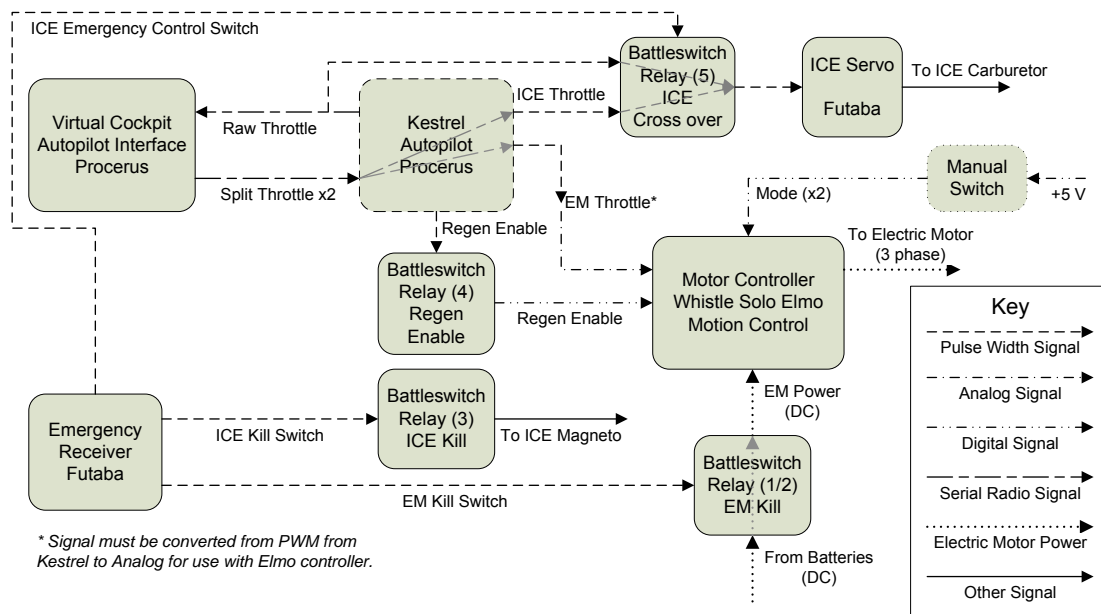 ICE Emergency Control Switch
Virtual Cockpit
Autopilot Interface
Procerus
Raw Throttle
Split Throttle x2
Kestrel
Autopilot
Procerus
ICE Throttle
EM Throttle*
Regen Enable
Battleswitch
Relay (5)
ICE
Cross over
ICE Servo
Futaba
To ICE Carburetor
Manual
Switch
+5 V
Mode (x2)
To Electric Motor
(3 phase)
Battleswitch
Relay (4)
Regen
Enable
Regen Enable
Motor Controller
Whistle Solo Elmo
Motion Control
Emergency
Receiver
Futaba
ICE Kill Switch
Battleswitch
Relay (3)
ICE Kill
To ICE Magneto
EM Power
(DC)
EM Kill Switch
Battleswitch
Relay (1/2)
EM Kill
From Batteries
(DC)
* Signal must be converted from PWM from
Kestrel to Analog for use with Elmo controller.
Key
Pulse Width Signal
Analog Signal
Digital Signal
Serial Radio Signal
Electric Motor Power
Other Signal